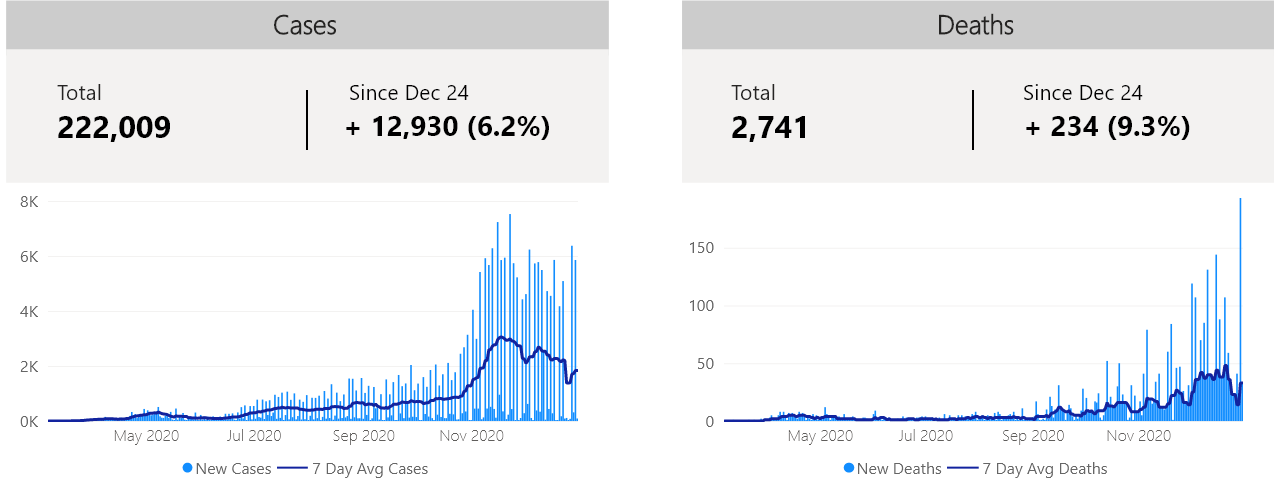 Cases
Total
222,009
Since Dec 24
+ 12,930 (6.2%)
8K
6K
4K
2K
0K
May 2020 Jul 2020 Sep 2020 Nov 2020
New Cases 7 Day Avg Cases
Deaths
Total
2,741
Since Dec 24
+ 234 (9.3%)
150
100
50
0
May 2020 Jul 2020 Sep 2020 Nov 2020
New Deaths 7 Day Avg Deaths